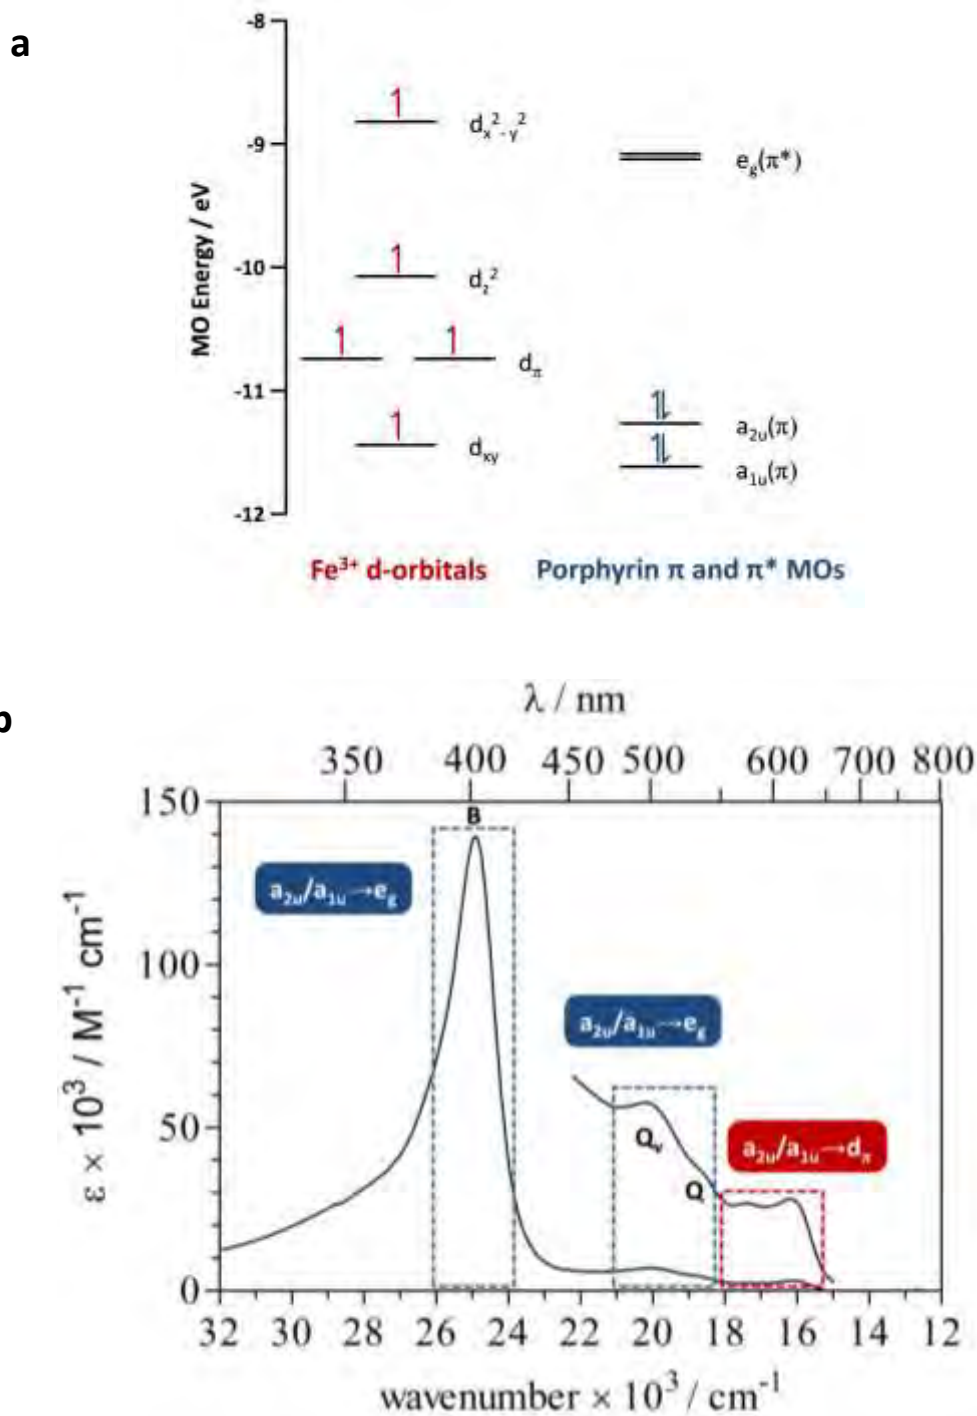 a
-8
-9
-10
-11
-12
MO Energy / eV
dx²-y²
dz²
dπ
dxy
eg(π*)
a2u(π)
a1u(π)
Fe³⁺ d-orbitals
Porphyrin π and π* MOs
b
λ / nm
350 400 450 500 600 700 800
150
100
50
0
ε × 10³ / M⁻¹ cm⁻¹
B
a2u/a1u→eg
a2u/a1u→eg
Qv
Q
a2u/a1u→dπ
32 30 28 26 24 22 20 18 16 14 12
wavenumber × 10³ / cm⁻¹